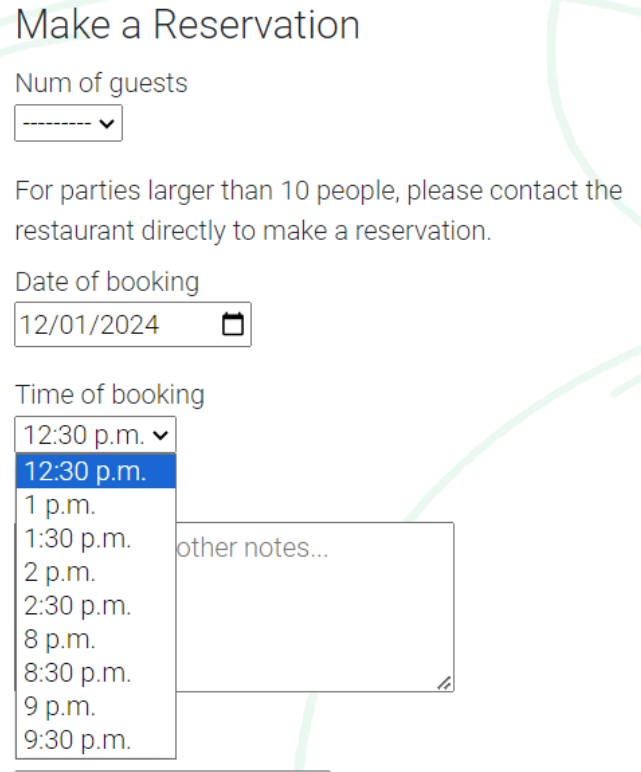 Make a Reservation
Num of guests
---------
For parties larger than 10 people, please contact the
restaurant directly to make a reservation.
Date of booking
12/01/2024
Time of booking
12:30 p.m.
12:30 p.m.
1 p.m.
1:30 p.m.
other notes...
2 p.m.
2:30 p.m.
8 p.m.
8:30 p.m.
9 p.m.
9:30 p.m.